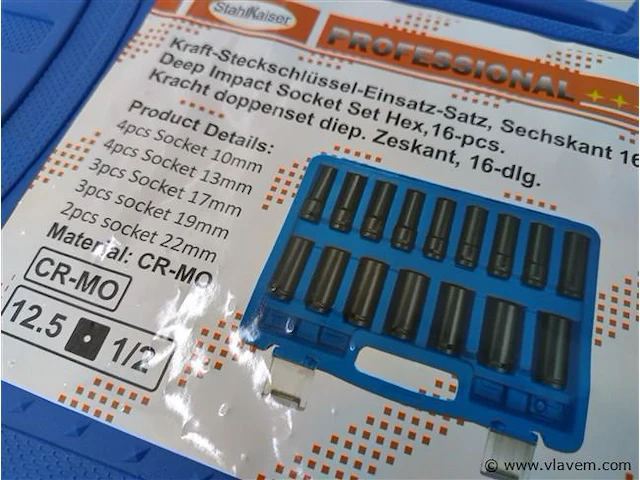 StahlKaiser
PROFESSIONAL
Kraft-Steckschlüssel-Einsatz-Satz, Sechskant 16
Deep Impact Socket Set Hex,16-pcs.
Kracht doppenset diep. Zeskant, 16-dlg.
Product Details:
4pcs Socket 10mm
4pcs Socket 13mm
3pcs Socket 17mm
3pcs socket 19mm
2pcs socket 22mm
Material: CR-MO
CR-MO
12.5 1/2
© www.vlavem.com